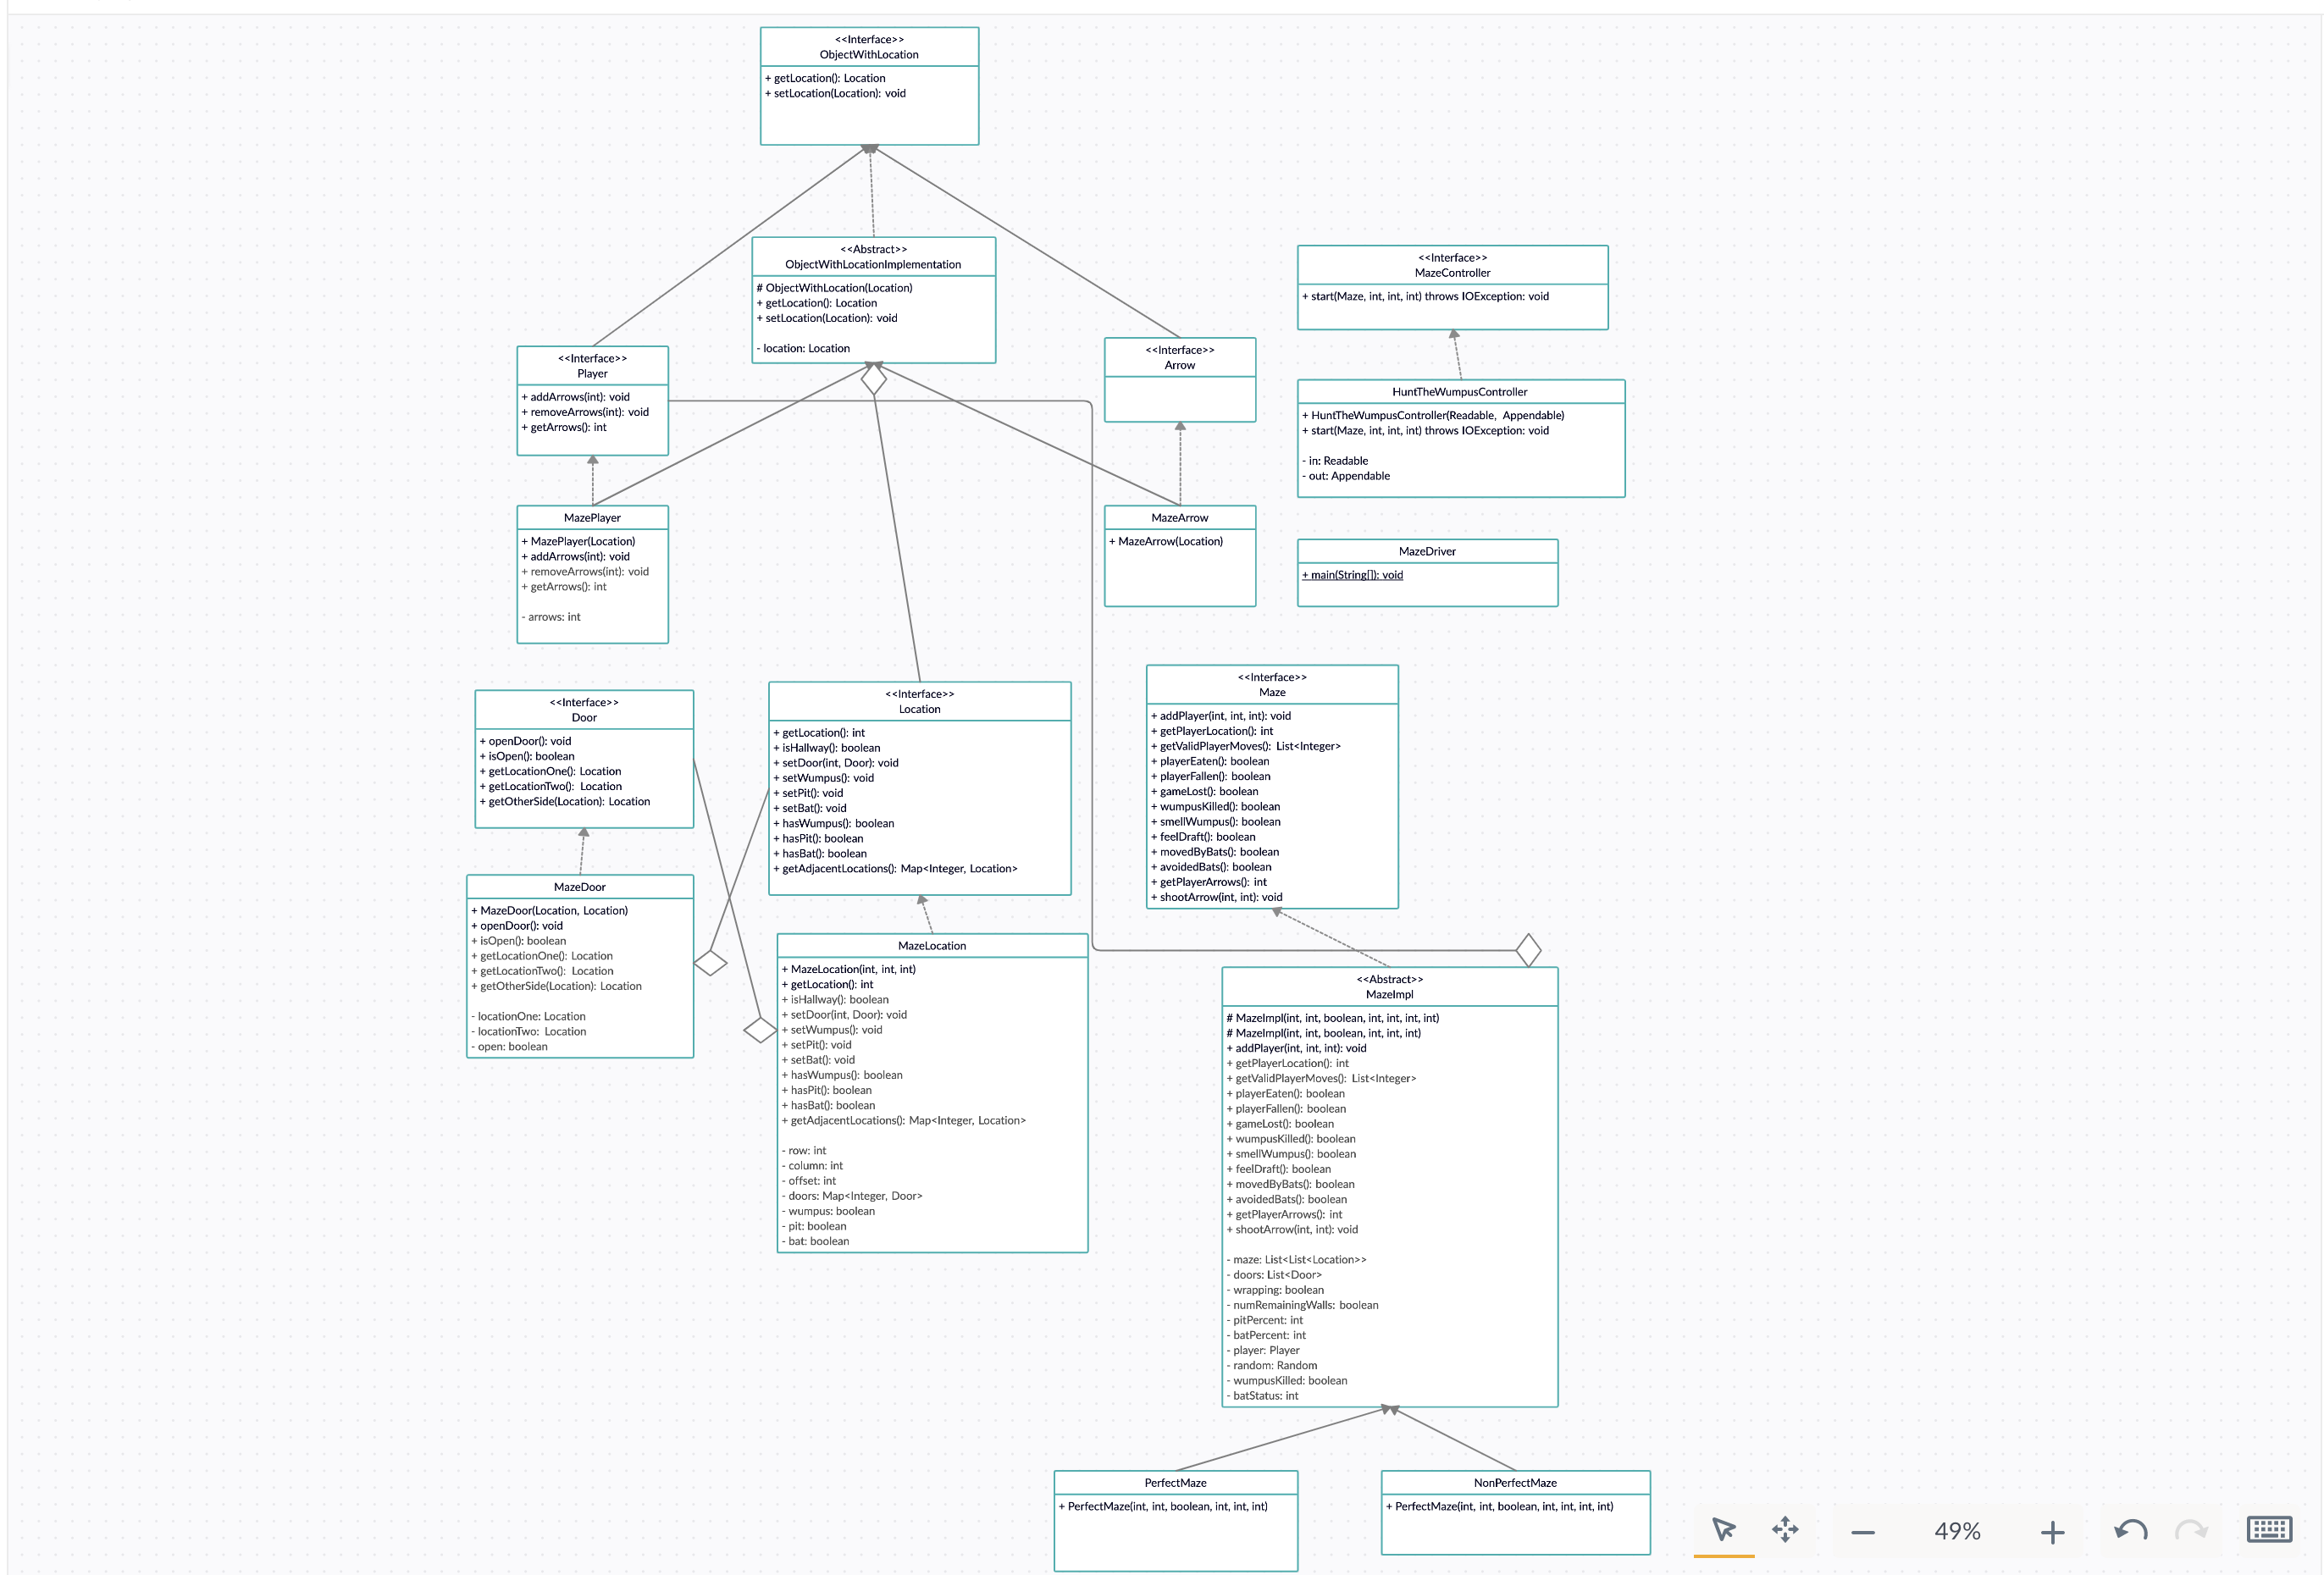 <<Interface>>
ObjectWithLocation
+ getLocation(): Location
+ setLocation(Location): void
<<Abstract>>
ObjectWithLocationImplementation
# ObjectWithLocation(Location)
+ getLocation(): Location
+ setLocation(Location): void
- location: Location
<<Interface>>
MazeController
+ start(Maze, int, int, int) throws IOException: void
<<Interface>>
Player
+ addArrows(int): void
+ removeArrows(int): void
+ getArrows(): int
<<Interface>>
Arrow
HuntTheWumpusController
+ HuntTheWumpusController(Readable, Appendable)
+ start(Maze, int, int, int) throws IOException: void
- in: Readable
- out: Appendable
MazePlayer
+ MazePlayer(Location)
+ addArrows(int): void
+ removeArrows(int): void
+ getArrows(): int
- arrows: int
MazeArrow
+ MazeArrow(Location)
MazeDriver
+ main(String[]): void
<<Interface>>
Door
+ openDoor(): void
+ isOpen(): boolean
+ getLocationOne(): Location
+ getLocationTwo(): Location
+ getOtherSide(Location): Location
<<Interface>>
Location
+ getLocation(): int
+ isHallway(): boolean
+ setDoor(int, Door): void
+ setWumpus(): void
+ setPit(): void
+ setBat(): void
+ hasWumpus(): boolean
+ hasPit(): boolean
+ hasBat(): boolean
+ getAdjacentLocations(): Map<Integer, Location>
<<Interface>>
Maze
+ addPlayer(int, int, int): void
+ getPlayerLocation(): int
+ getValidPlayerMoves(): List<Integer>
+ playerEaten(): boolean
+ playerFallen(): boolean
+ gameLost(): boolean
+ wumpusKilled(): boolean
+ smellWumpus(): boolean
+ feelDraft(): boolean
+ movedByBats(): boolean
+ avoidedBats(): boolean
+ getPlayerArrows(): int
+ shootArrow(int, int): void
MazeDoor
+ MazeDoor(Location, Location)
+ openDoor(): void
+ isOpen(): boolean
+ getLocationOne(): Location
+ getLocationTwo(): Location
+ getOtherSide(Location): Location
- locationOne: Location
- locationTwo: Location
- open: boolean
MazeLocation
+ MazeLocation(int, int, int)
+ getLocation(): int
+ isHallway(): boolean
+ setDoor(int, Door): void
+ setWumpus(): void
+ setPit(): void
+ setBat(): void
+ hasWumpus(): boolean
+ hasPit(): boolean
+ hasBat(): boolean
+ getAdjacentLocations(): Map<Integer, Location>
- row: int
- column: int
- offset: int
- doors: Map<Integer, Door>
- wumpus: boolean
- pit: boolean
- bat: boolean
<<Abstract>>
MazeImpl
# MazeImpl(int, int, boolean, int, int, int, int)
# MazeImpl(int, int, boolean, int, int, int)
+ addPlayer(int, int, int): void
+ getPlayerLocation(): int
+ getValidPlayerMoves(): List<Integer>
+ playerEaten(): boolean
+ playerFallen(): boolean
+ gameLost(): boolean
+ wumpusKilled(): boolean
+ smellWumpus(): boolean
+ feelDraft(): boolean
+ movedByBats(): boolean
+ avoidedBats(): boolean
+ getPlayerArrows(): int
+ shootArrow(int, int): void
- maze: List<List<Location>>
- doors: List<Door>
- wrapping: boolean
- numRemainingWalls: boolean
- pitPercent: int
- batPercent: int
- player: Player
- random: Random
- wumpusKilled: boolean
- batStatus: int
PerfectMaze
+ PerfectMaze(int, int, boolean, int, int, int)
NonPerfectMaze
+ PerfectMaze(int, int, boolean, int, int, int, int)
49%